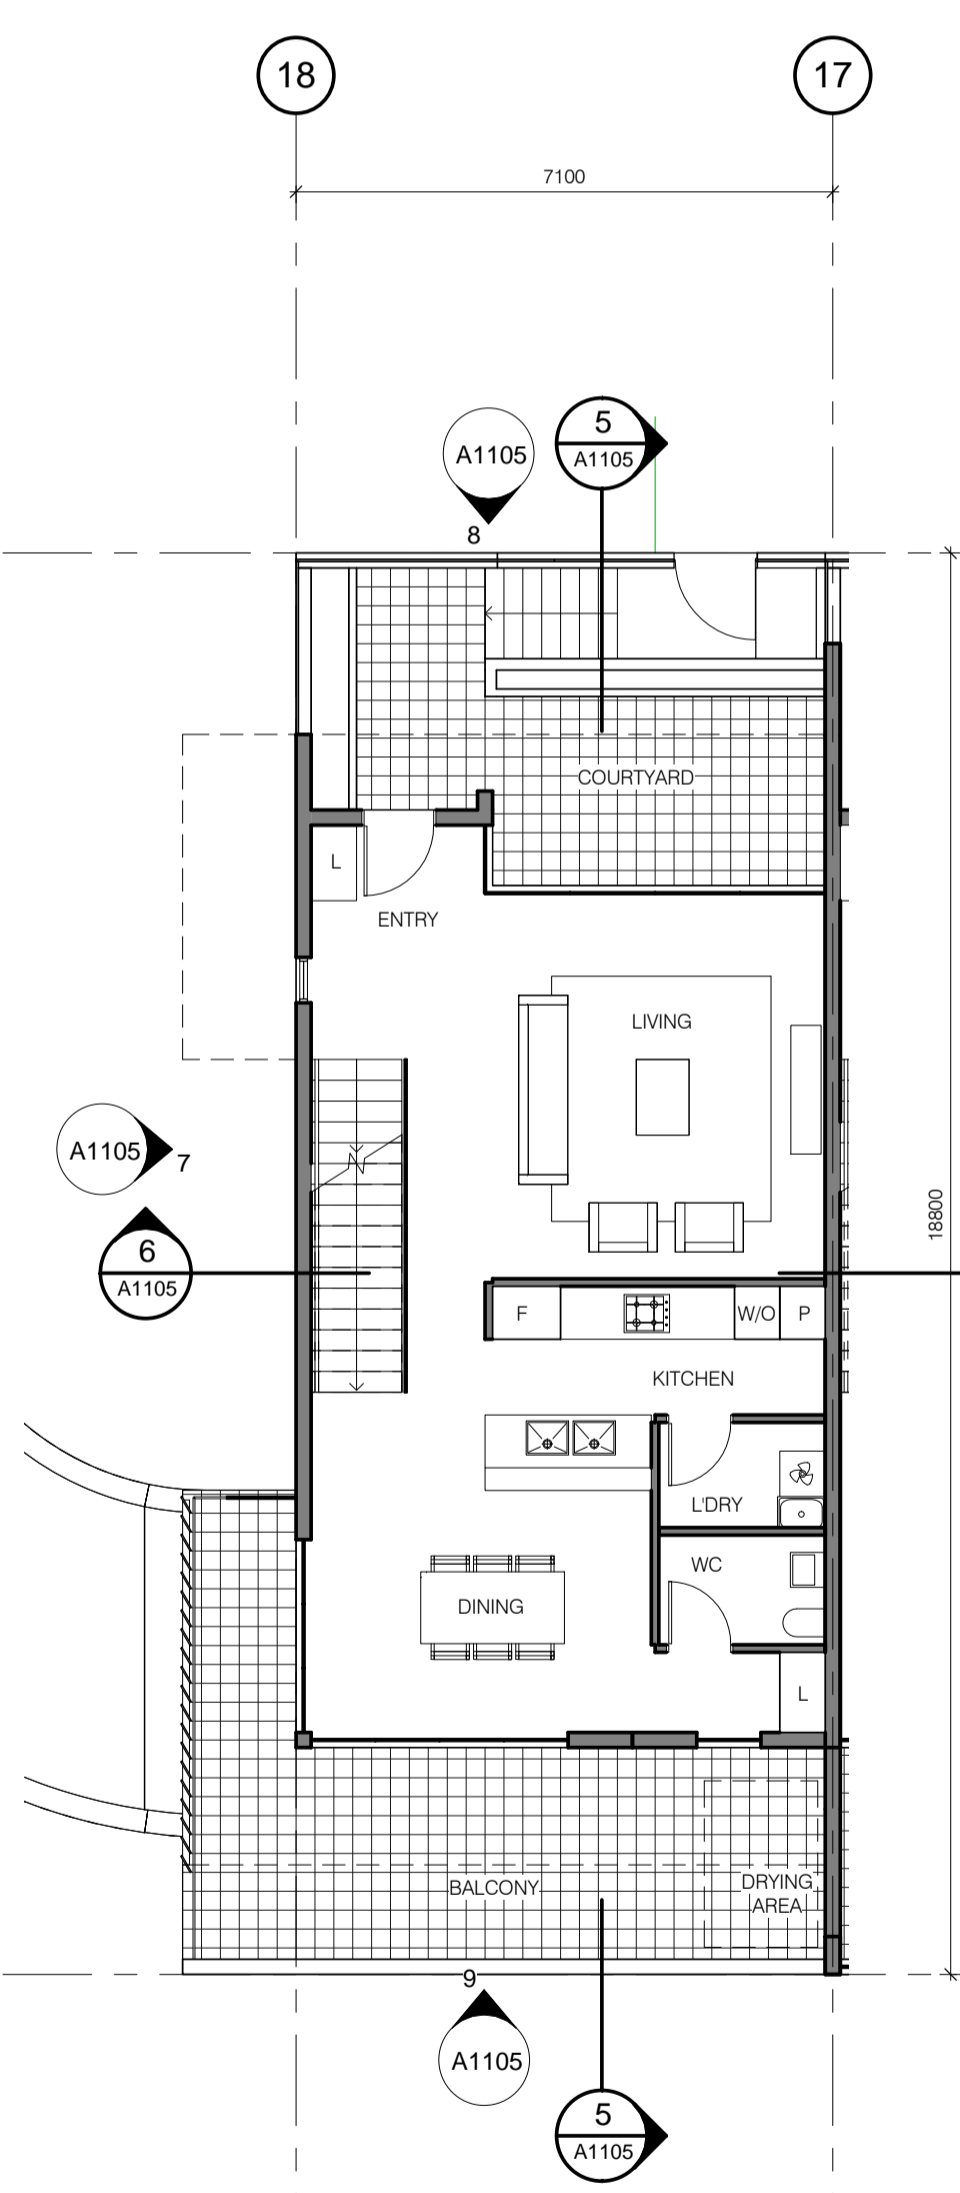 18
17
7100
5
A1105
A1105
8
COURTYARD
L
ENTRY
LIVING
A1105
7
18800
6
A1105
F
W/O
P
KITCHEN
L'DRY
WC
DINING
L
BALCONY
DRYING
AREA
9
A1105
5
A1105